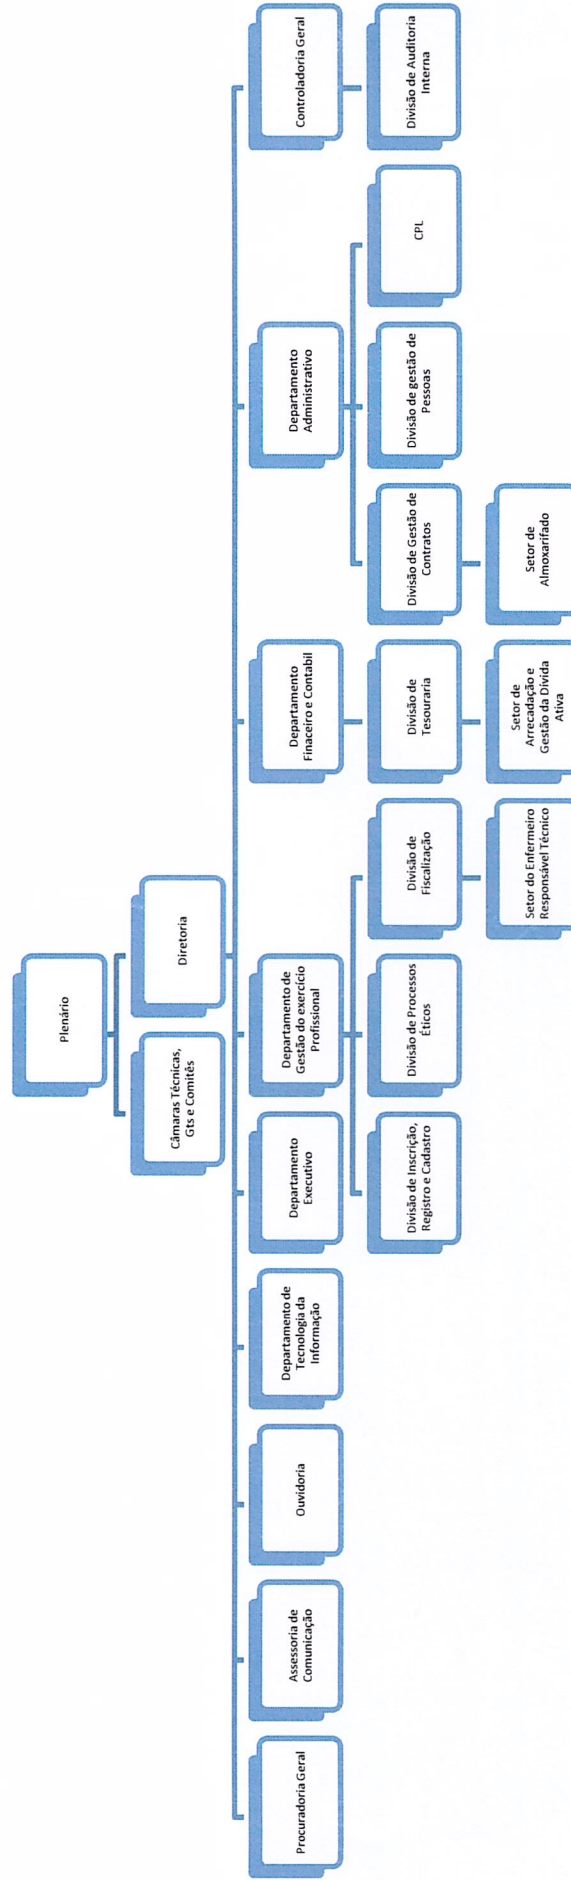 Plenário
Câmaras Técnicas,
Gts e Comitês
Diretoria
Procuradoria Geral
Assessoria de
Comunicação
Ouvidoria
Departamento de
Tecnologia da
Informação
Departamento
Executivo
Departamento de
Gestão do exercício
Profissional
Departamento
Finaceiro e Contabil
Departamento
Administrativo
Controladoria Geral
Divisão de Inscrição,
Registro e Cadastro
Divisão de Processos
Éticos
Divisão de
Fiscalização
Divisão de
Tesouraria
Divisão de Gestão de
Contratos
Divisão de gestão de
Pessoas
CPL
Divisão de Auditoria
Interna
Setor do Enfermeiro
Responsável Técnico
Setor de
Arrecadação e
Gestão da Dívida
Ativa
Setor de
Almoxarifado